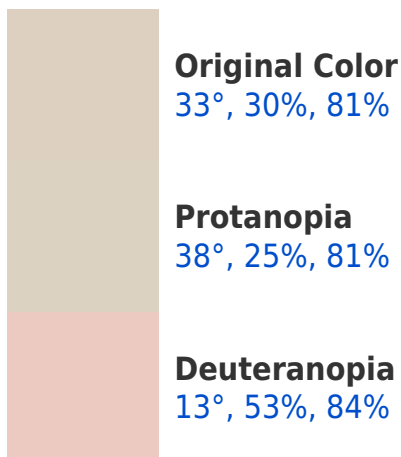 Original Color
33°, 30%, 81%
Protanopia
38°, 25%, 81%
Deuteranopia
13°, 53%, 84%